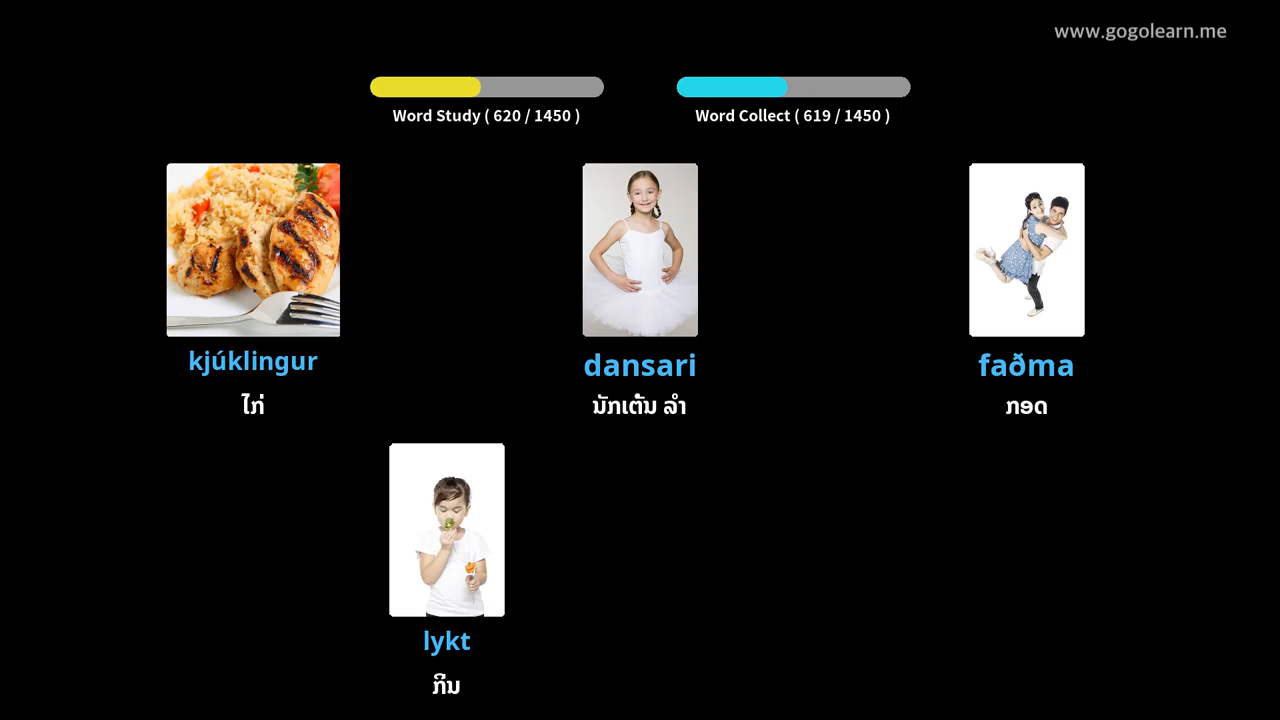 www.gogolearn.me
Word Study ( 620 / 1450 )
Word Collect ( 619 / 1450 )
kjúklingur
dansari
faðma
ໄກ່
ນັກເຕັ້ນ ລຳ
ກອດ
lykt
ກິນ